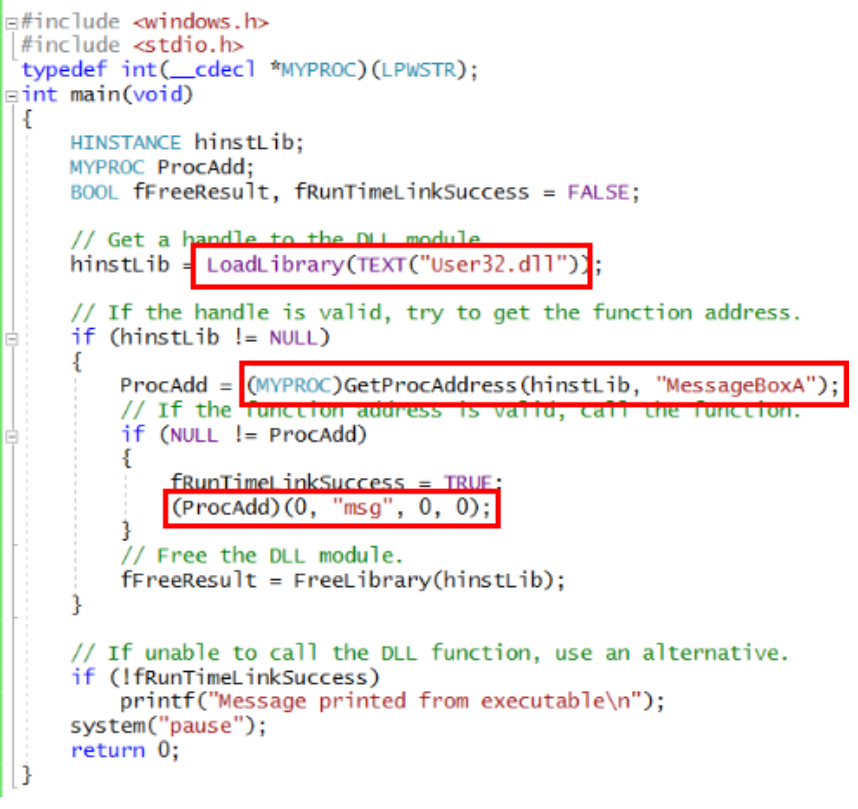 #include <windows.h>
#include <stdio.h>
typedef int(__cdecl *MYPROC)(LPWSTR);
int main(void)
{
HINSTANCE hinstLib;
MYPROC ProcAdd;
BOOL fFreeResult, fRunTimeLinkSuccess = FALSE;
// Get a handle to the DLL module
hinstLib = LoadLibrary(TEXT("User32.dll"));
// If the handle is valid, try to get the function address.
if (hinstLib != NULL)
{
ProcAdd = (MYPROC)GetProcAddress(hinstLib, "MessageBoxA");
// If the function address is valid, call the function.
if (NULL != ProcAdd)
{
fRunTimeLinkSuccess = TRUE;
(ProcAdd)(0, "msg", 0, 0);
}
// Free the DLL module.
fFreeResult = FreeLibrary(hinstLib);
}
// If unable to call the DLL function, use an alternative.
if (!fRunTimeLinkSuccess)
printf("Message printed from executable\n");
system("pause");
return 0;
}